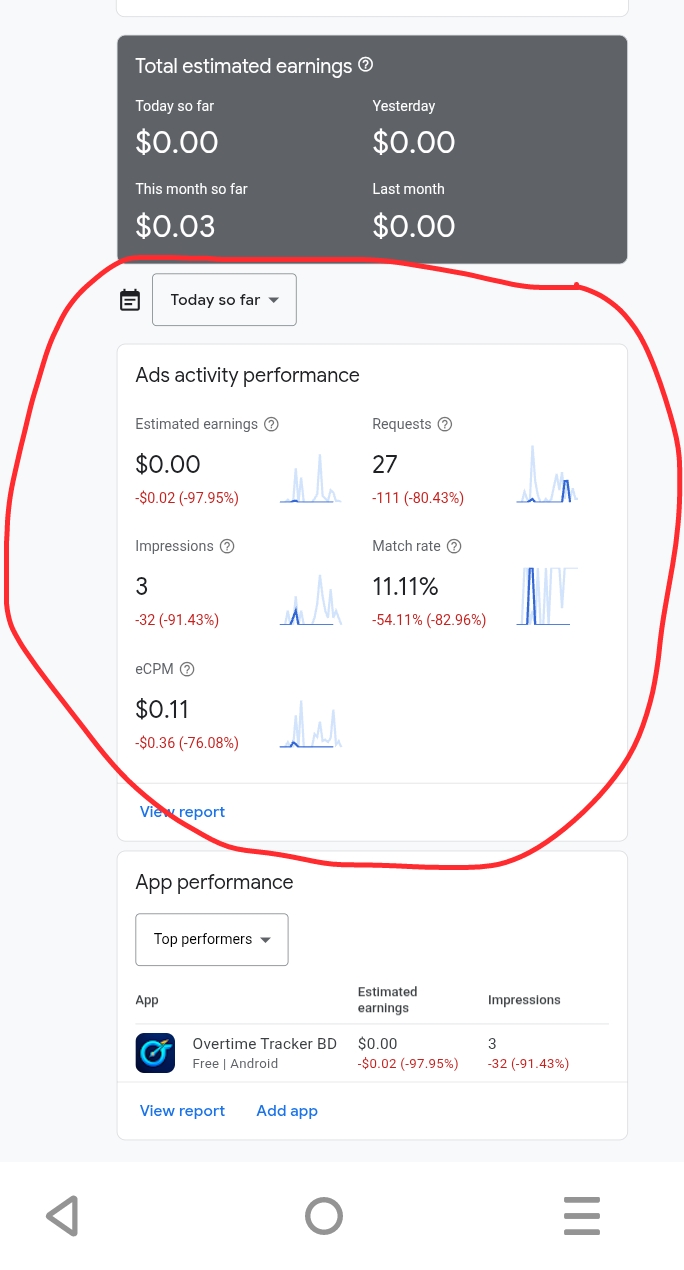 Total estimated earnings
Today so far
Yesterday
$0.00
$0.00
This month so far
Last month
$0.03
$0.00
Today so far
Ads activity performance
Estimated earnings
Requests
$0.00
27
-$0.02 (-97.95%)
-111 (-80.43%)
Impressions
Match rate
3
11.11%
-32 (-91.43%)
-54.11% (-82.96%)
eCPM
$0.11
-$0.36 (-76.08%)
View report
App performance
Top performers
App
Estimated
earnings
Impressions
Overtime Tracker BD
$0.00
3
Free | Android
-$0.02 (-97.95%)
-32 (-91.43%)
View report
Add app